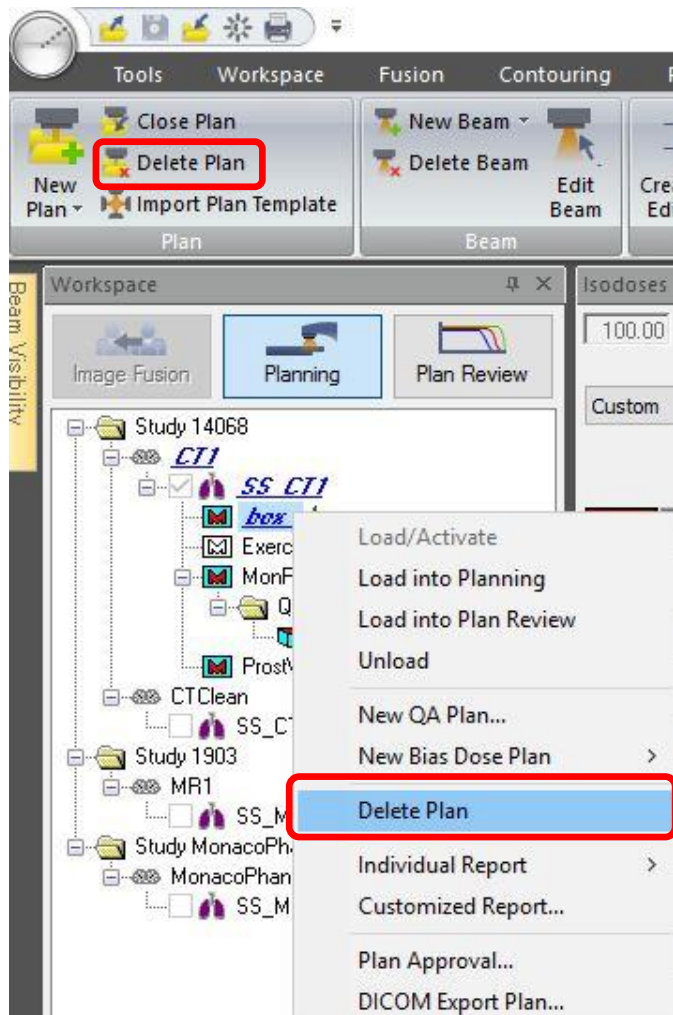 Tools Workspace Fusion Contouring
Close Plan
Delete Plan
Import Plan Template
New
Plan
Plan
New Beam
Delete Beam
Edit
Beam
Beam
Beam Visibility
Workspace
Image Fusion Planning Plan Review
Isodoses
100.00
Custom
Study 14068
CT1
SS_CT1
box
Exerc
MonF
Q
Prost
CTClean
SS_C
Study 1903
MR1
SS_M
Study MonacoPh
MonacoPhan
SS_M
Load/Activate
Load into Planning
Load into Plan Review
Unload
New QA Plan...
New Bias Dose Plan >
Delete Plan
Individual Report >
Customized Report...
Plan Approval...
DICOM Export Plan...